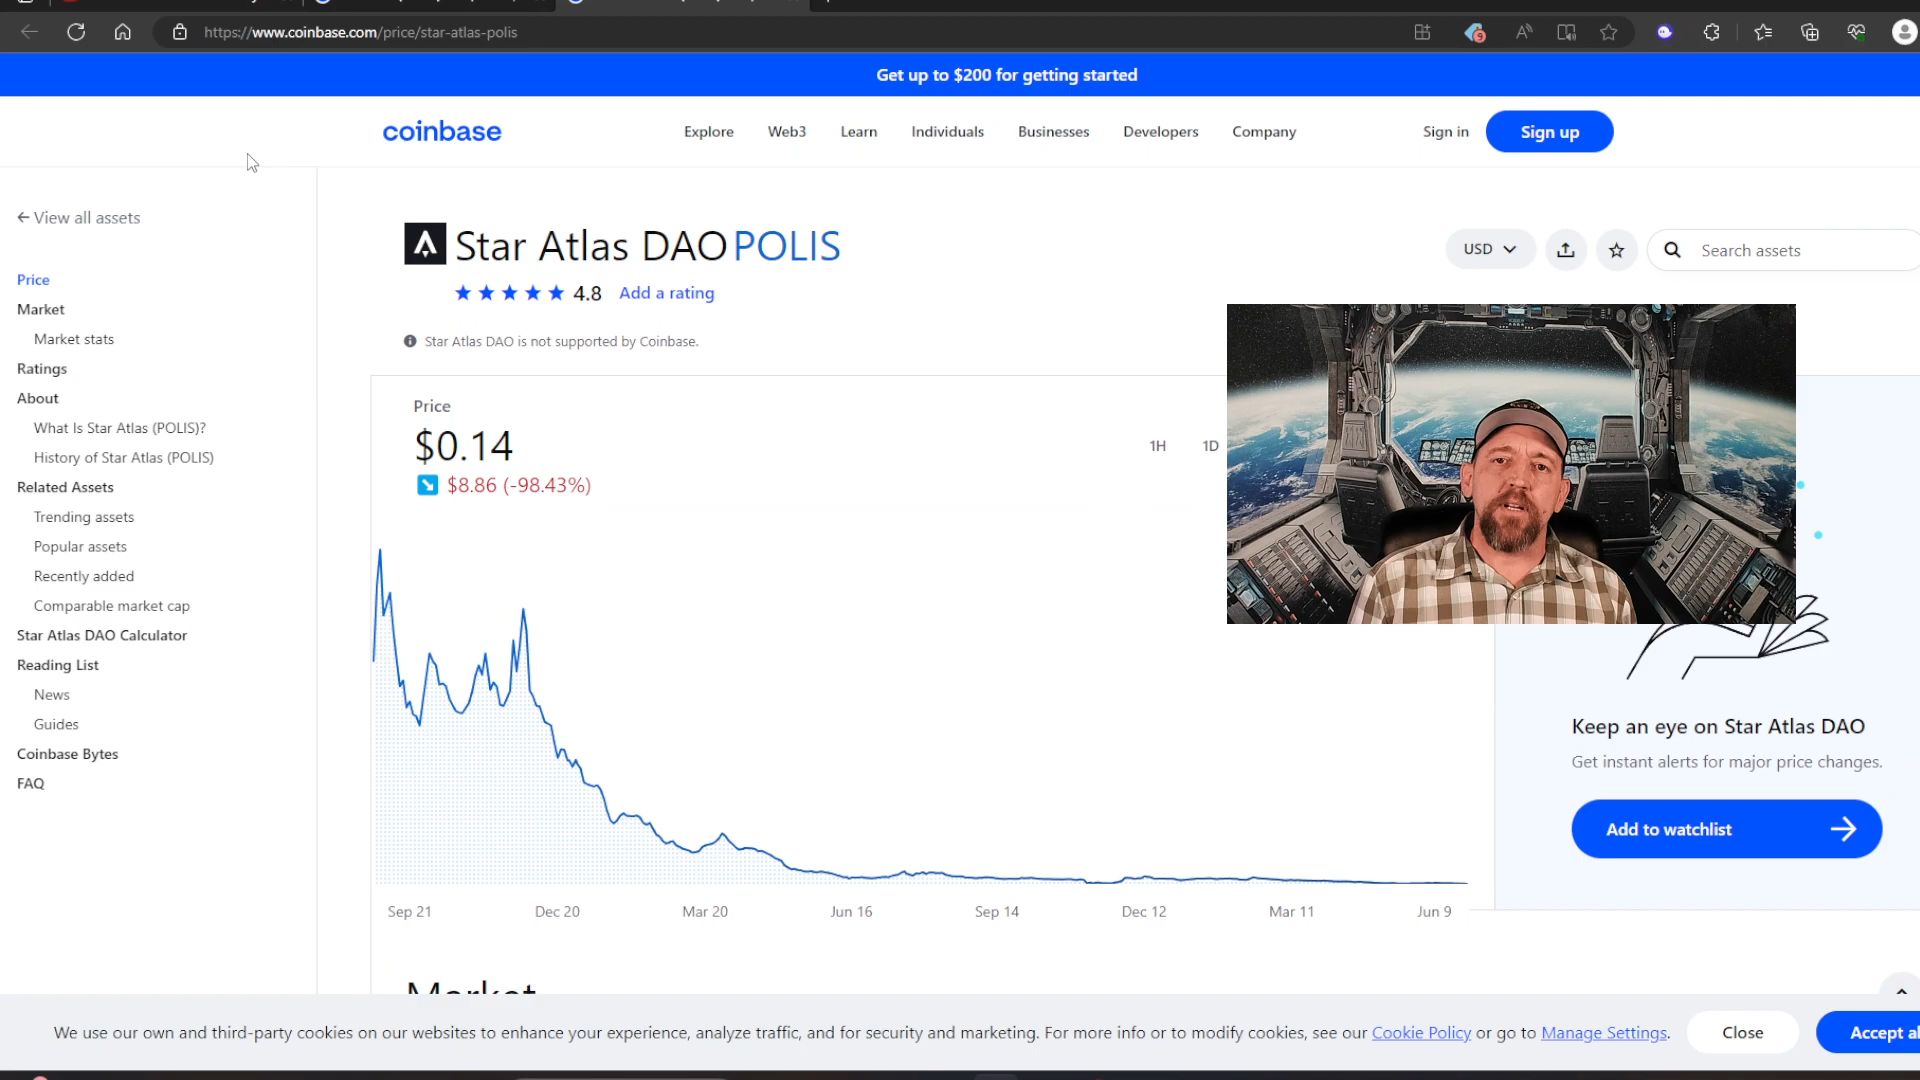 https://www.coinbase.com/price/star-atlas-polis
9
Get up to $200 for getting started
coinbase
Explore Web3 Learn Individuals Businesses Developers Company
Sign in
Sign up
View all assets
Price
Market
Market stats
Ratings
About
What Is Star Atlas (POLIS)?
History of Star Atlas (POLIS)
Related Assets
Trending assets
Popular assets
Recently added
Comparable market cap
Star Atlas DAO Calculator
Reading List
News
Guides
Coinbase Bytes
FAQ
Star Atlas DAO POLIS
4.8 Add a rating
Star Atlas DAO is not supported by Coinbase.
USD
Search assets
Price
$0.14
$8.86 (-98.43%)
1H 1D
Sep 21 Dec 20 Mar 20 Jun 16 Sep 14 Dec 12 Mar 11 Jun 9
Keep an eye on Star Atlas DAO
Get instant alerts for major price changes.
Add to watchlist
Market
We use our own and third-party cookies on our websites to enhance your experience, analyze traffic, and for security and marketing. For more info or to modify cookies, see our Cookie Policy or go to Manage Settings.
Close
Accept al